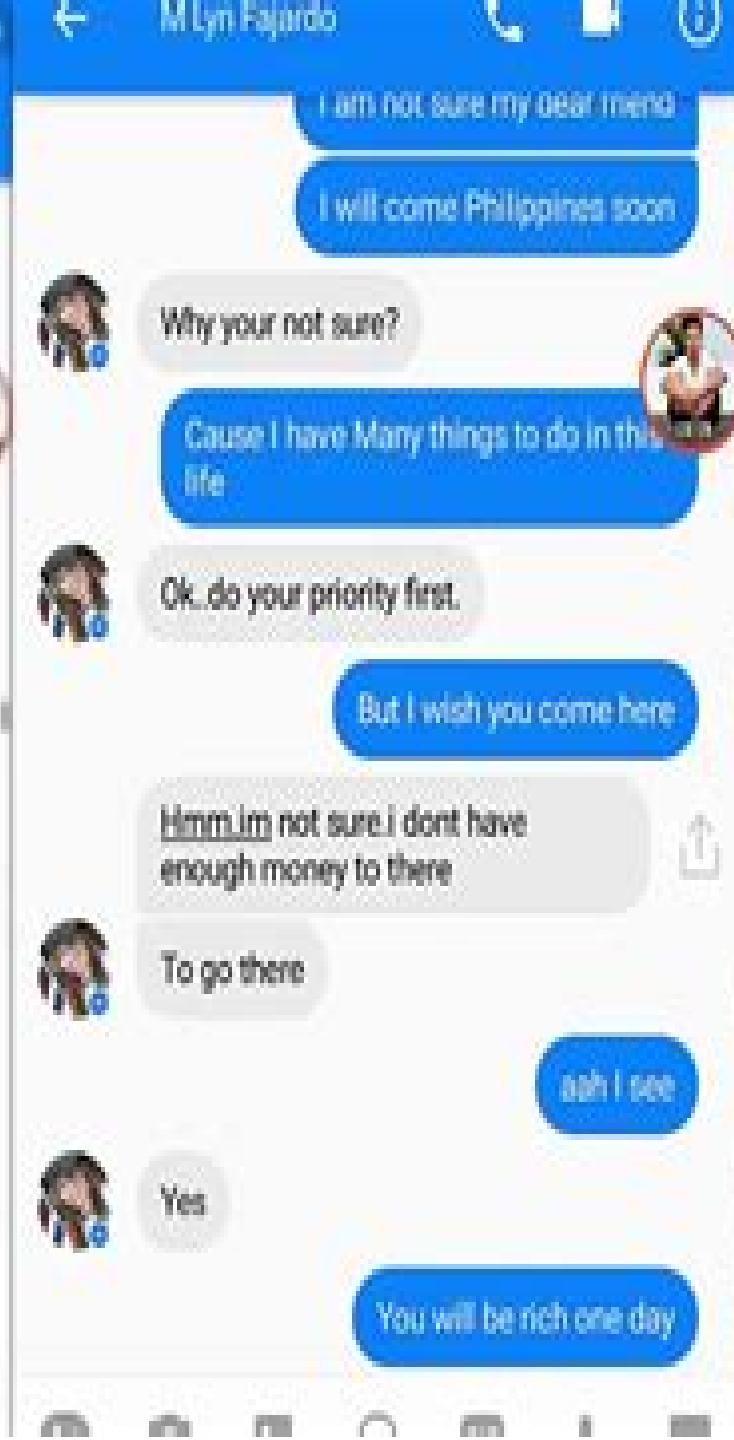 M Lyn Fajardo
I am not sure my dear friend
I will come Philippines soon
Why your not sure?
Cause I have Many things to do in this
life
Ok..do your priority first.
But I wish you come here
Hmm.im not sure.i dont have
enough money to there
To go there
aah I see
Yes
You will be rich one day